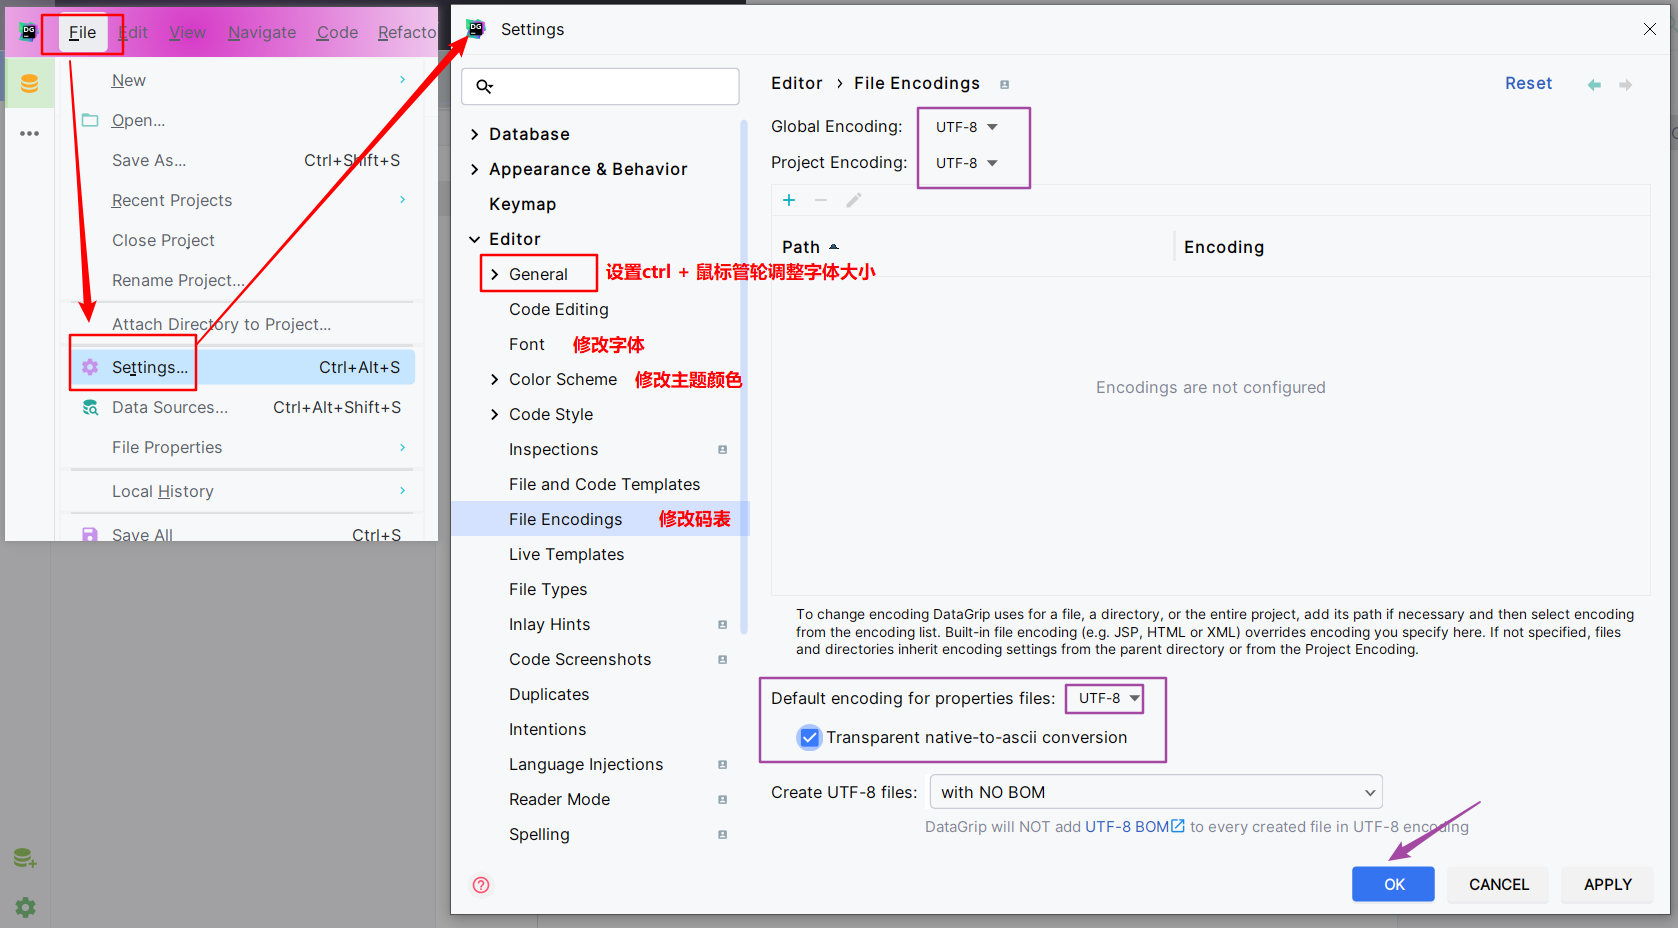 File Edit View Navigate Code Refacto
New
Open...
Save As... Ctrl+Shift+S
Recent Projects
Close Project
Rename Project...
Attach Directory to Project...
Settings... Ctrl+Alt+S
Data Sources... Ctrl+Alt+Shift+S
File Properties
Local History
Save All Ctrl+S
DG Settings
Database
Appearance & Behavior
Keymap
Editor
General 设置ctrl + 鼠标管轮调整字体大小
Code Editing
Font 修改字体
Color Scheme 修改主题颜色
Code Style
Inspections
File and Code Templates
File Encodings 修改码表
Live Templates
File Types
Inlay Hints
Code Screenshots
Duplicates
Intentions
Language Injections
Reader Mode
Spelling
Editor › File Encodings Reset
Global Encoding: UTF-8
Project Encoding: UTF-8
Path Encoding
Encodings are not configured
To change encoding DataGrip uses for a file, a directory, or the entire project, add its path if necessary and then select encoding
from the encoding list. Built-in file encoding (e.g. JSP, HTML or XML) overrides encoding you specify here. If not specified, files
and directories inherit encoding settings from the parent directory or from the Project Encoding.
Default encoding for properties files: UTF-8
Transparent native-to-ascii conversion
Create UTF-8 files: with NO BOM
DataGrip will NOT add UTF-8 BOM to every created file in UTF-8 encoding
OK CANCEL APPLY